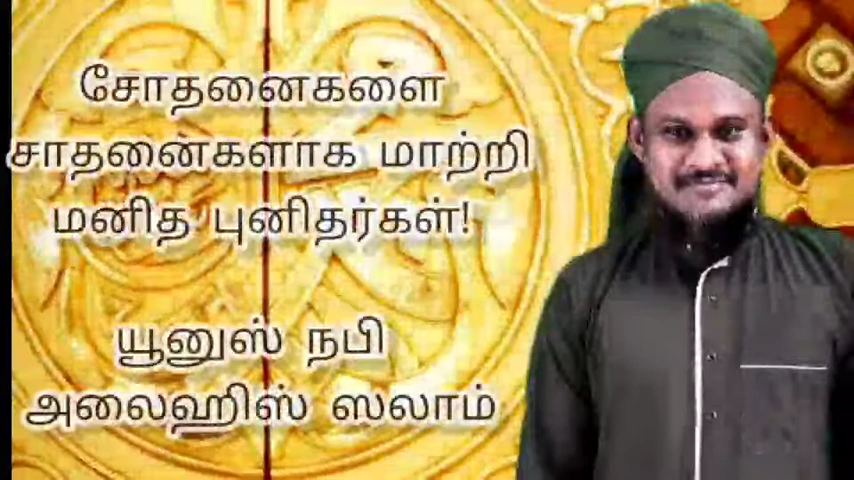 சோதனைகளை
சாதனைகளாக மாற்றி
மனித புனிதர்கள்!
யூனுஸ் நபி
அலைஹிஸ் ஸலாம்